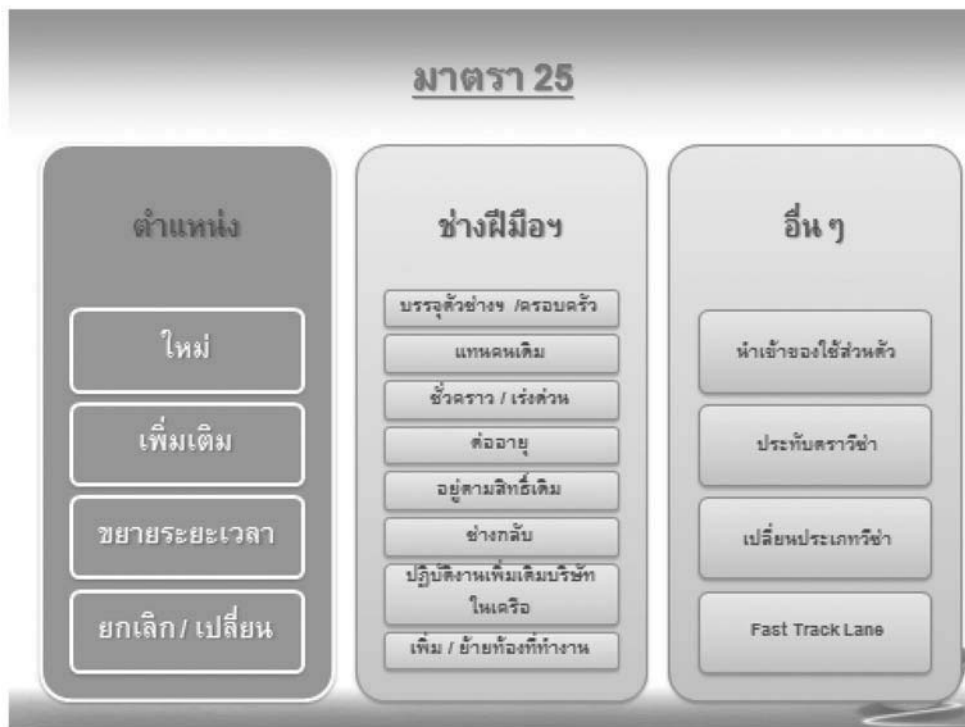 มาตรา 25
ตำแหน่ง
ใหม่
เพิ่มเติม
ขยายระยะเวลา
ยกเลิก / เปลี่ยน
ช่างฝีมือฯ
บรรจุตัวช่างฯ /ครอบครัว
แทนคนเดิม
ชั่วคราว / เร่งด่วน
ต่ออายุ
อยู่ตามสิทธิ์เดิม
ช่างกลับ
ปฏิบัติงานเพิ่มเติมบริษัท
ในเครือ
เพิ่ม / ย้ายท้องที่ทำงาน
อื่น ๆ
นำเข้าของใช้ส่วนตัว
ประทับตราวีซ่า
เปลี่ยนประเภทวีซ่า
Fast Track Lane